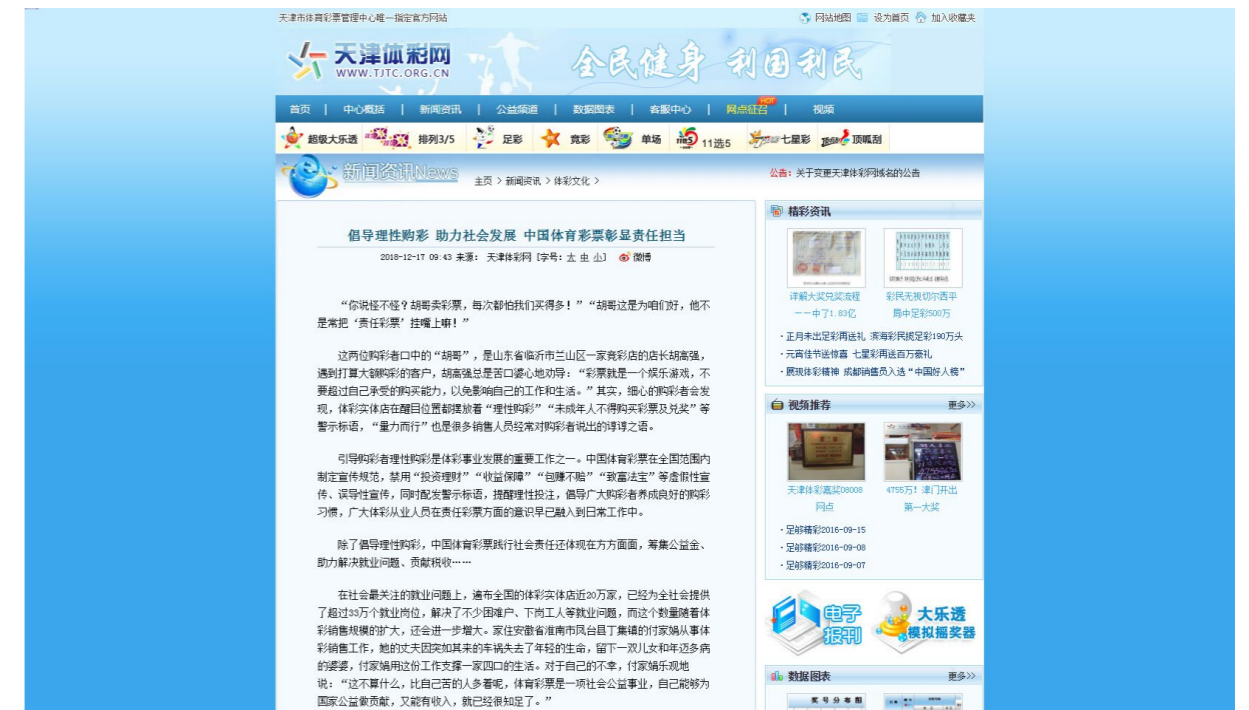 天津市体育彩票管理中心唯一指定官方网站
网站地图 设为首页 加入收藏夹
天津体彩网
WWW.TJTC.ORG.CN
全民健身 利国利民
首页 | 中心概括 | 新闻资讯 | 公益频道 | 数据图表 | 客服中心 | 网点征召 HOT | 视频
超级大乐透 排列3/5 足彩 竞彩 单场 11选5 七星彩 顶呱刮
新闻资讯News
主页 > 新闻资讯 > 体彩文化 >
公告：关于变更天津体彩网域名的公告
倡导理性购彩 助力社会发展 中国体育彩票彰显责任担当
2018-12-17 09:43 来源: 天津体彩网 [字号: 大 中 小] 微博
“你说怪不怪？胡哥卖彩票，每次都怕我们买得多！”“胡哥这是为咱们好，他不
是常把‘责任彩票’挂嘴上嘛！”
这两位购彩者口中的“胡哥”，是山东省临沂市兰山区一家竞彩店的店长胡高强，
遇到打算大额购彩的客户，胡高强总是苦口婆心地劝导：“彩票就是一个娱乐游戏，不
要超过自己承受的购买能力，以免影响自己的工作和生活。”其实，细心的购彩者会发
现，体彩实体店在醒目位置都摆放着“理性购彩”“未成年人不得购买彩票及兑奖”等
警示标语，“量力而行”也是很多销售人员经常对购彩者说出的谆谆之语。
引导购彩者理性购彩是体彩事业发展的重要工作之一。中国体育彩票在全国范围内
制定宣传规范，禁用“投资理财”“收益保障”“包赚不赔”“致富法宝”等虚假性宣
传、误导性宣传，同时配发警示标语，提醒理性投注，倡导广大购彩者养成良好的购彩
习惯，广大体彩从业人员在责任彩票方面的意识早已融入到日常工作中。
除了倡导理性购彩，中国体育彩票践行社会责任还体现在方方面面，筹集公益金、
助力解决就业问题、贡献税收……
在社会最关注的就业问题上，遍布全国的体彩实体店近20万家，已经为全社会提供
了超过33万个就业岗位，解决了不少困难户、下岗工人等就业问题，而这个数量随着体
彩销售规模的扩大，还会进一步增大。家住安徽省淮南市凤台县丁集镇的付家娟从事体
彩销售工作，她的丈夫因突如其来的车祸失去了年轻的生命，留下一双儿女和年迈多病
的婆婆，付家娟用这份工作支撑一家四口的生活。对于自己的不幸，付家娟乐观地
说：“这不算什么，比自己苦的人多着呢，体育彩票是一项社会公益事业，自己能够为
国家公益做贡献，又能有收入，就已经很知足了。”
精彩资讯
详解大奖兑奖流程
——中了1.83亿
彩民无视切尔西平
局中足彩500万
· 正月未出足彩再送礼 滨海彩民揽足彩190万头
· 元宵佳节送惊喜 七星彩再送百万豪礼
· 展现体彩精神 成都销售员入选“中国好人榜”
视频推荐 更多>>
天津体彩嘉奖08008
网点
4755万！津门开出
第一大奖
· 足够精彩2016-09-15
· 足够精彩2016-09-08
· 足够精彩2016-09-07
电子
报刊
大乐透
模拟摇奖器
数据图表 更多>>
奖号分布图